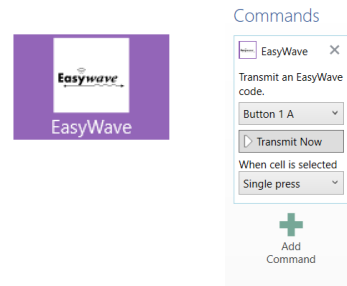 Commands
Easywave
EasyWave
EasyWave
Transmit an EasyWave
code.
Button 1 A
Transmit Now
When cell is selected
Single press
Add
Command